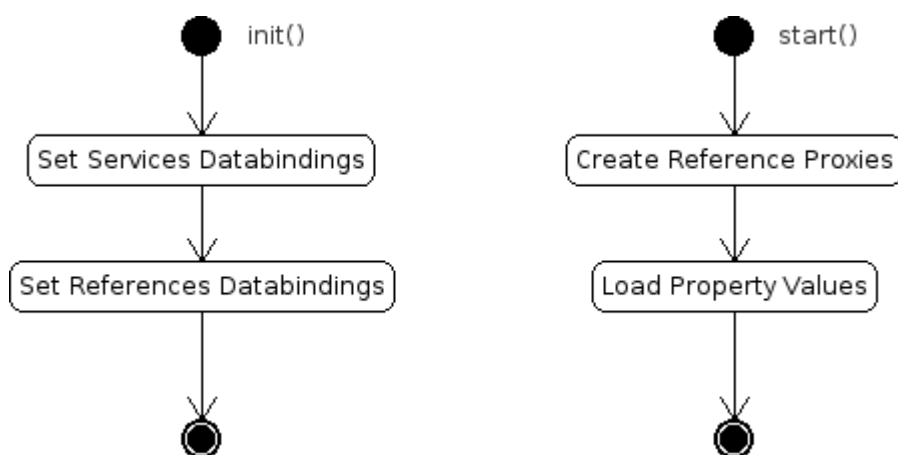 init()
start()
Set Services Databindings
Create Reference Proxies
Set References Databindings
Load Property Values